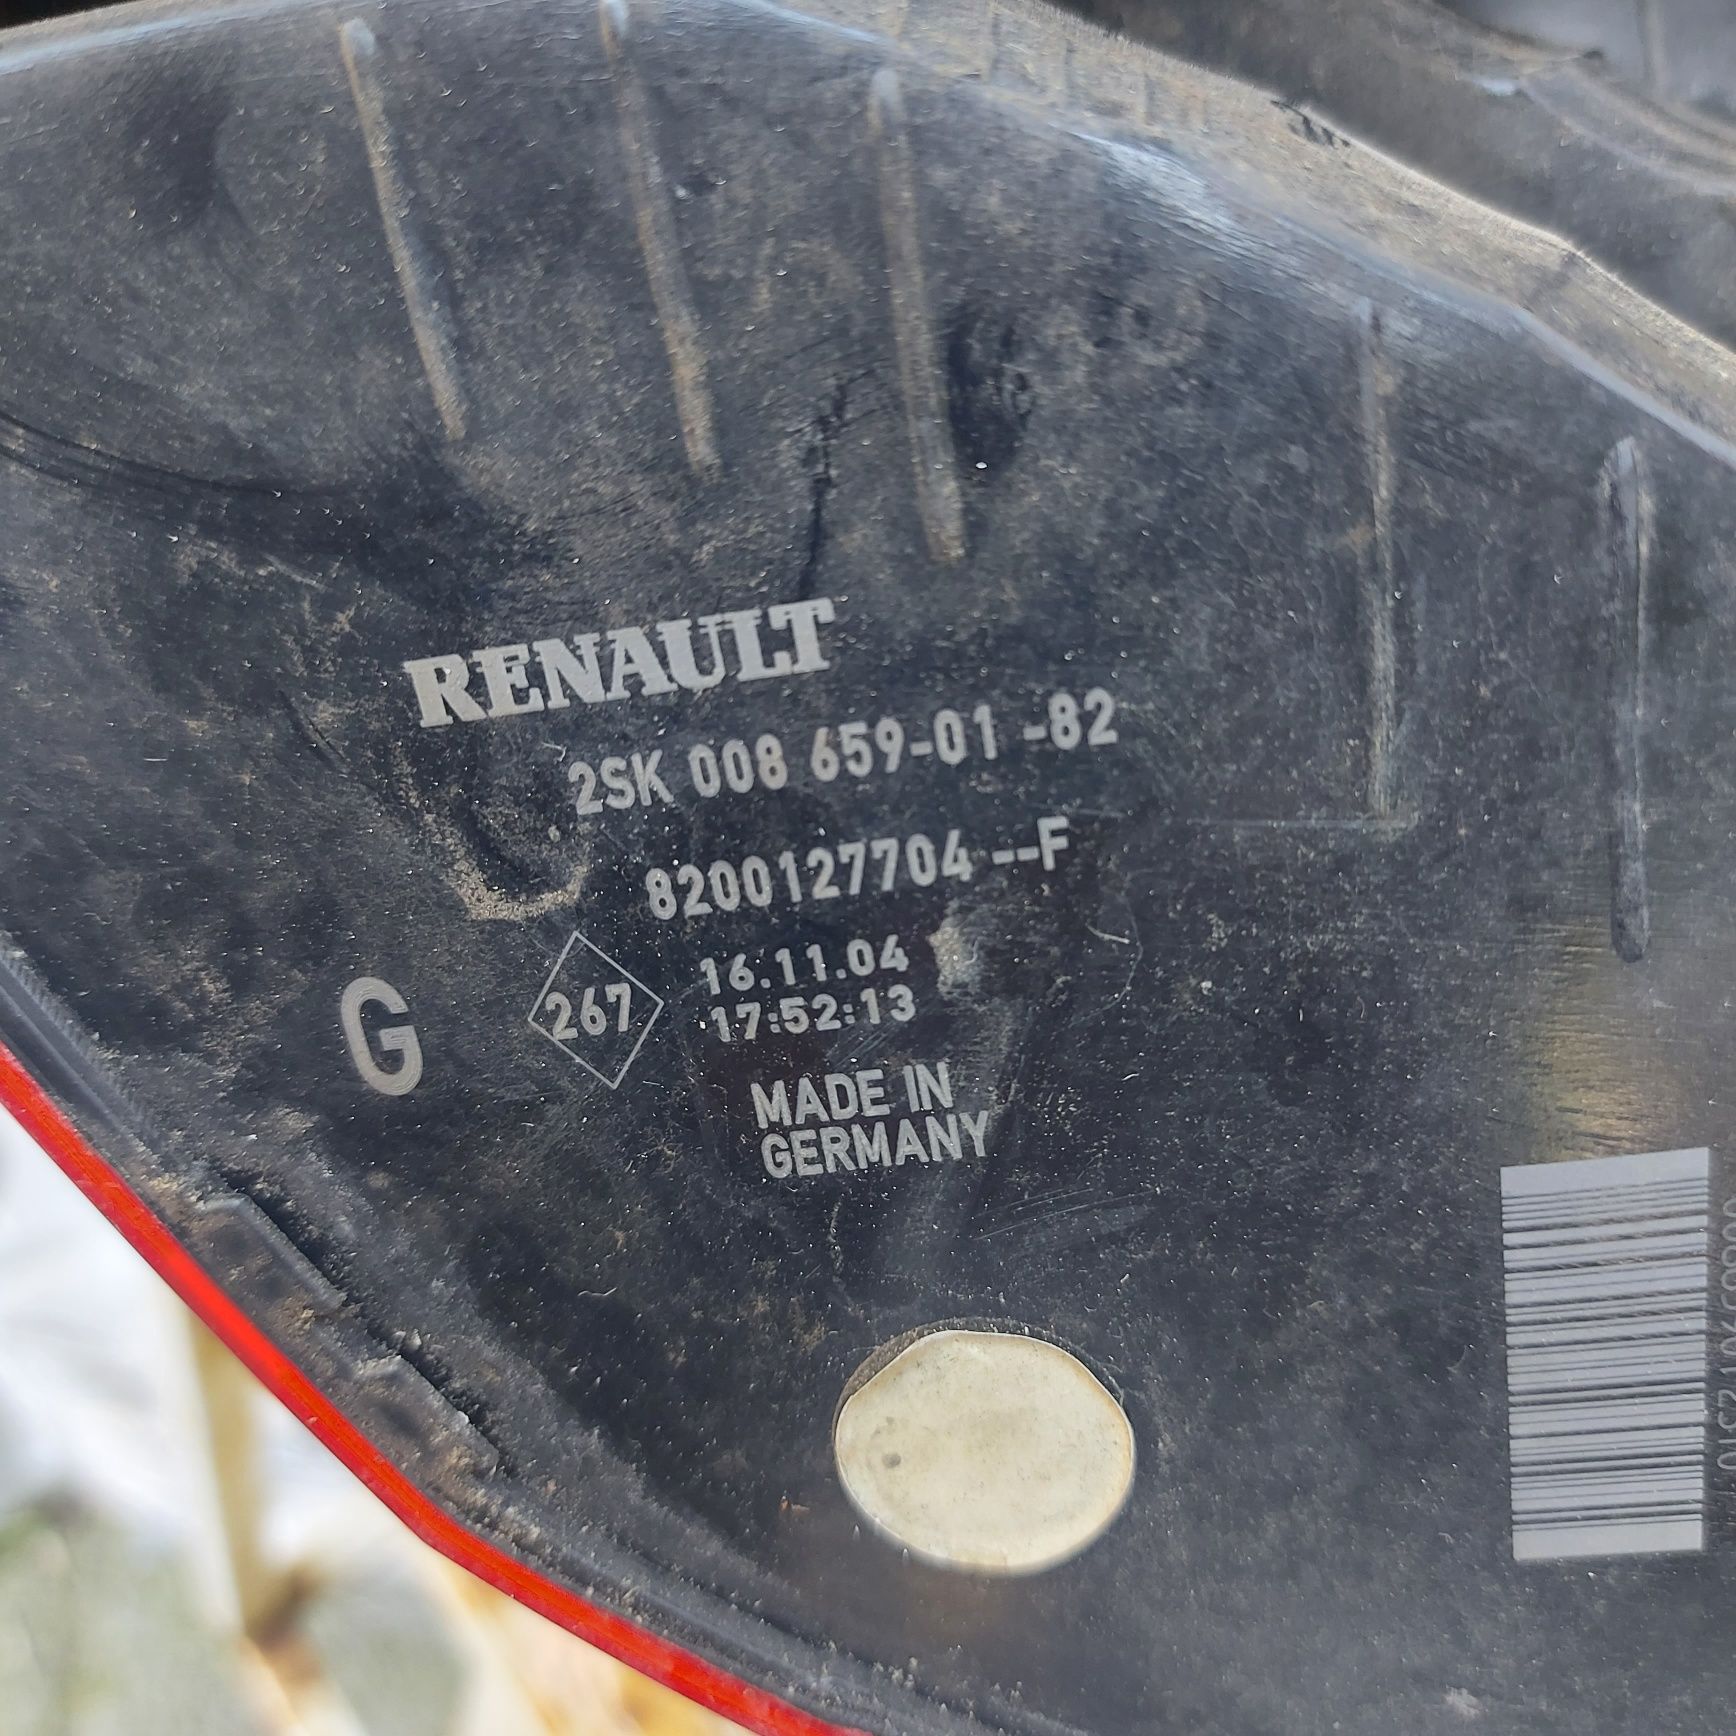 RENAULT
2SK 008 659-01 -82
8200127704 --F
G
267
16.11.04
17:52:13
MADE IN
GERMANY